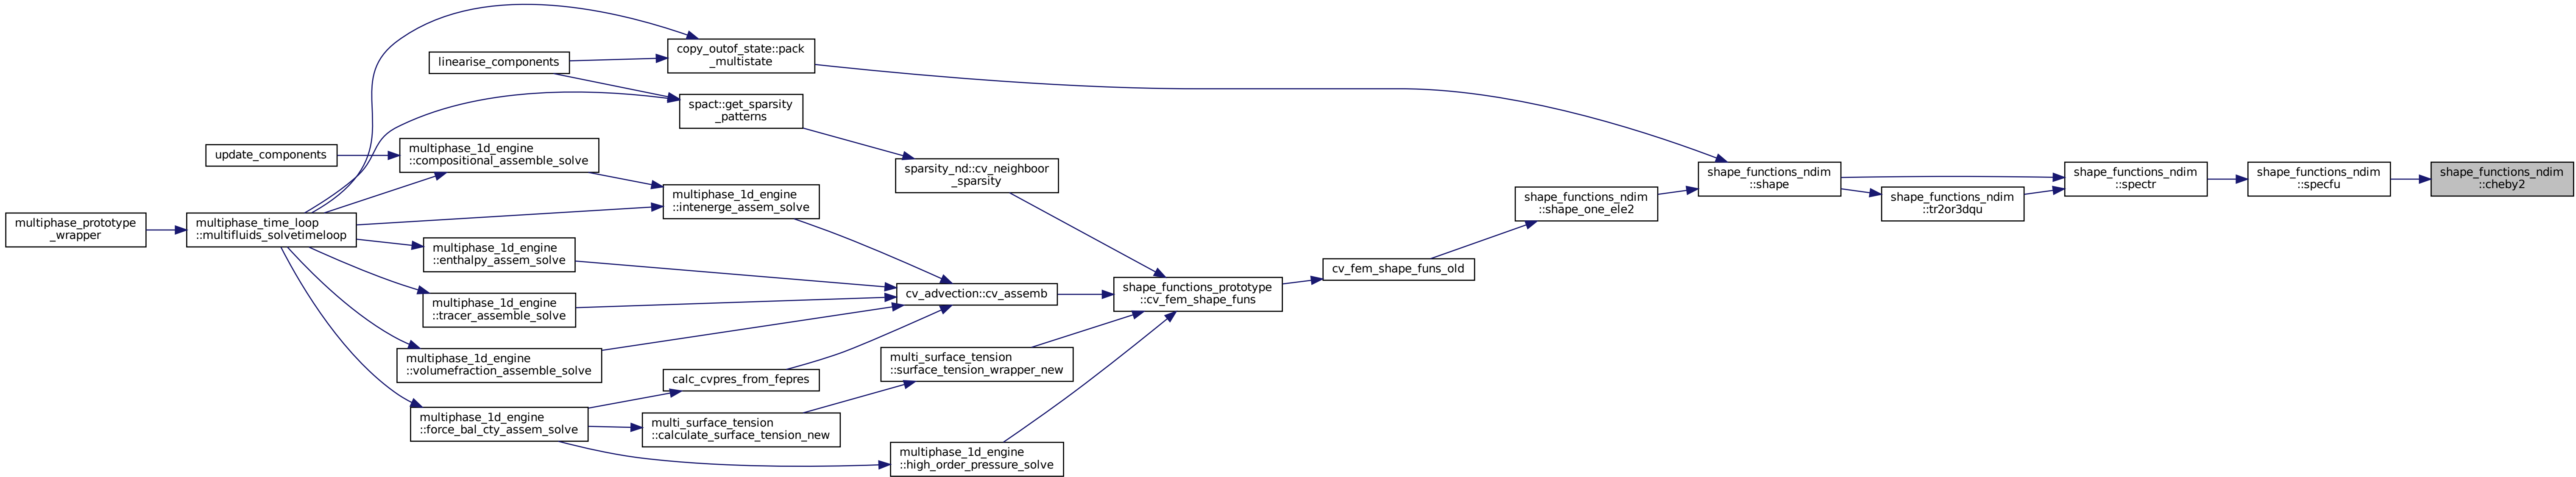 multiphase_prototype
_wrapper
multiphase_time_loop
::multifluids_solvetimeloop
update_components
linearise_components
multiphase_1d_engine
::compositional_assemble_solve
multiphase_1d_engine
::enthalpy_assem_solve
multiphase_1d_engine
::tracer_assemble_solve
multiphase_1d_engine
::volumefraction_assemble_solve
multiphase_1d_engine
::force_bal_cty_assem_solve
copy_outof_state::pack
_multistate
spact::get_sparsity
_patterns
multiphase_1d_engine
::intenerge_assem_solve
calc_cvpres_from_fepres
multi_surface_tension
::calculate_surface_tension_new
sparsity_nd::cv_neighboor
_sparsity
cv_advection::cv_assemb
multi_surface_tension
::surface_tension_wrapper_new
multiphase_1d_engine
::high_order_pressure_solve
shape_functions_prototype
::cv_fem_shape_funs
cv_fem_shape_funs_old
shape_functions_ndim
::shape_one_ele2
shape_functions_ndim
::shape
shape_functions_ndim
::tr2or3dqu
shape_functions_ndim
::spectr
shape_functions_ndim
::specfu
shape_functions_ndim
::cheby2